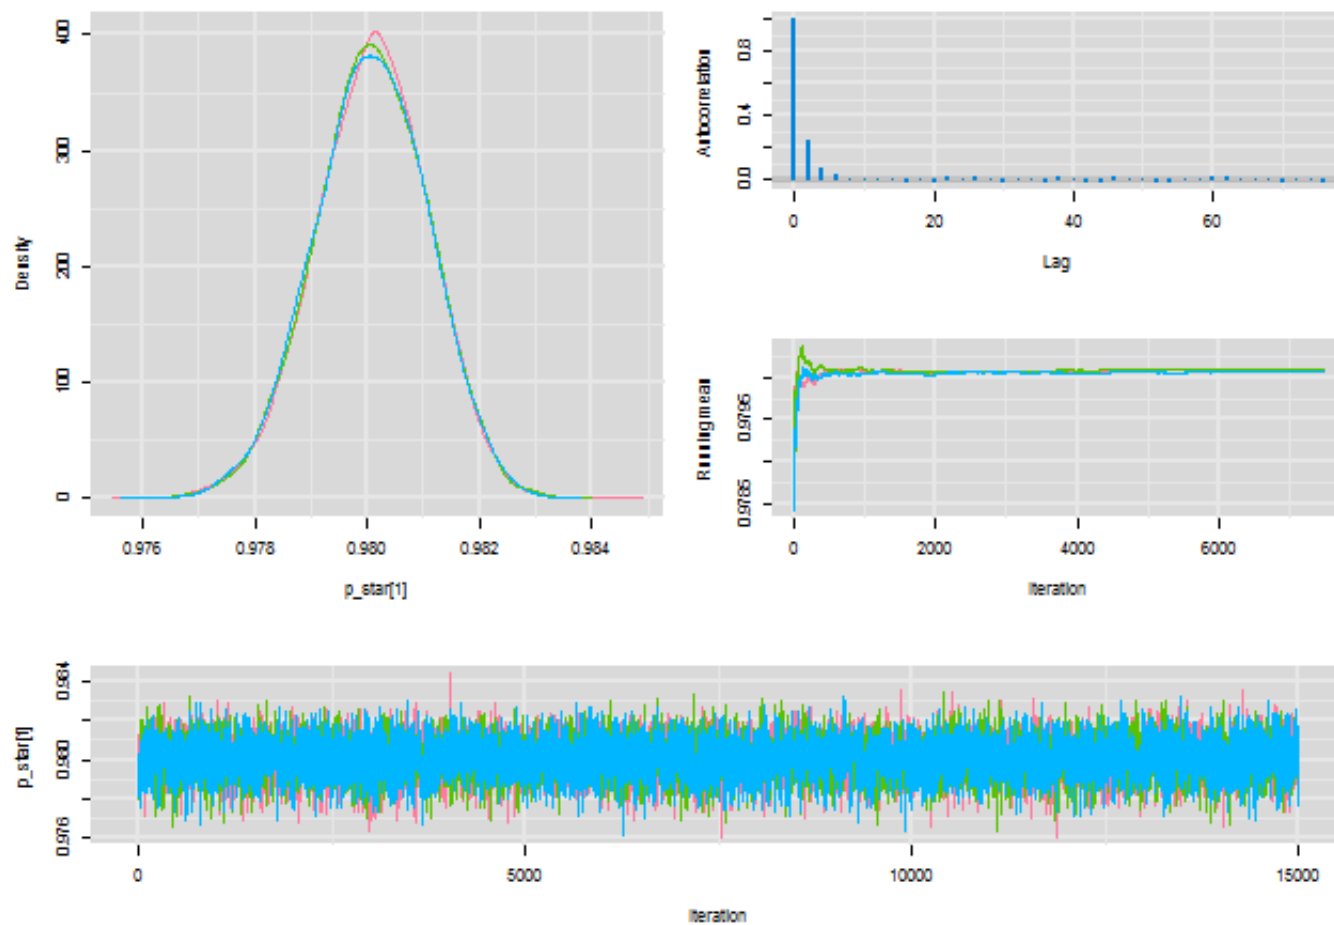 400
300
200
100
0
Density
0.976 0.978 0.980 0.982 0.984
p_star[1]
0.8
0.4
0.0
Autocorrelation
0 20 40 60
Lag
0.9795
0.9785
Running mean
0 2000 4000 6000
Iteration
0.984
0.980
0.976
p_star[1]
0 5000 10000 15000
Iteration